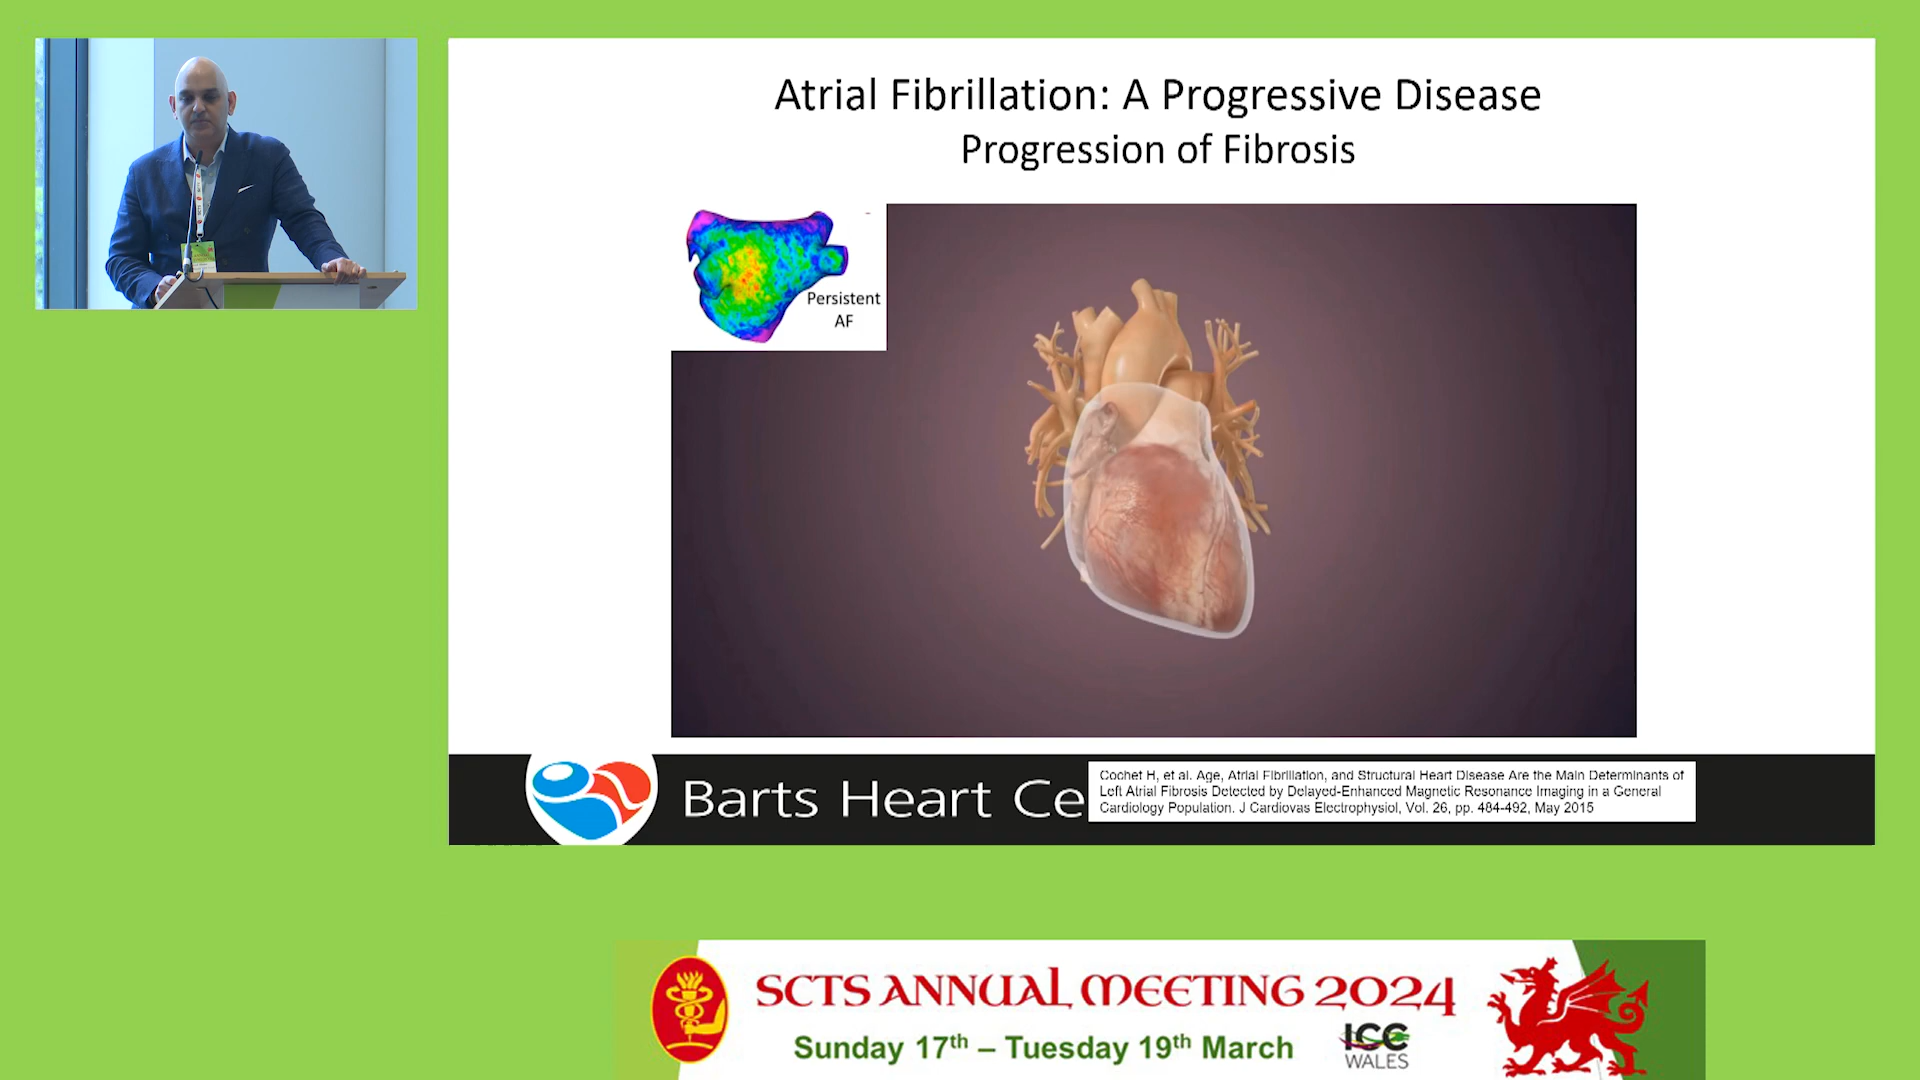 Atrial Fibrillation: A Progressive Disease
Progression of Fibrosis
Persistent
AF
Barts Heart Ce
Cochet H, et al. Age, Atrial Fibrillation, and Structural Heart Disease Are the Main Determinants of
Left Atrial Fibrosis Detected by Delayed-Enhanced Magnetic Resonance Imaging in a General
Cardiology Population. J Cardiovas Electrophysiol, Vol. 26, pp. 484-492, May 2015
SCTS ANNUAL MEETING 2024
Sunday 17th – Tuesday 19th March
ICC
WALES